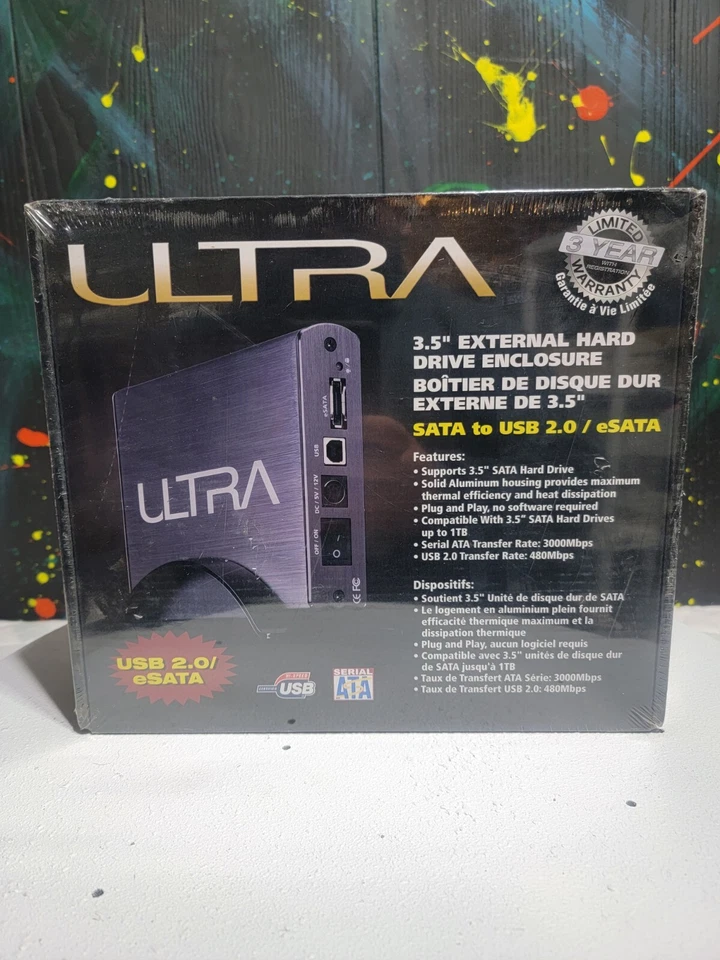 ULTRA
LIMITED
3 YEAR
WITH
REGISTRATION
WARRANTY
Garantie à Vie Limitée
3.5" EXTERNAL HARD
DRIVE ENCLOSURE
BOÎTIER DE DISQUE DUR
EXTERNE DE 3.5"
SATA to USB 2.0 / eSATA
Features:
• Supports 3.5" SATA Hard Drive
• Solid Aluminum housing provides maximum
thermal efficiency and heat dissipation
• Plug and Play, no software required
• Compatible With 3.5" SATA Hard Drives
up to 1TB
• Serial ATA Transfer Rate: 3000Mbps
• USB 2.0 Transfer Rate: 480Mbps
Dispositifs:
• Soutient 3.5" Unité de disque dur de SATA
• Le logement en aluminium plein fournit
efficacité thermique maximum et la
dissipation thermique
• Plug and Play, aucun logiciel requis
• Compatible avec 3.5" unités de disque dur
de SATA jusqu'à 1TB
• Taux de Transfert ATA Série: 3000Mbps
• Taux de Transfert USB 2.0: 480Mbps
eSATA
USB
DC / 5V / 12V
OFF / ON
CE FC
ULTRA
USB 2.0/
eSATA
HI-SPEED
CERTIFIED
USB
SERIAL
ATA